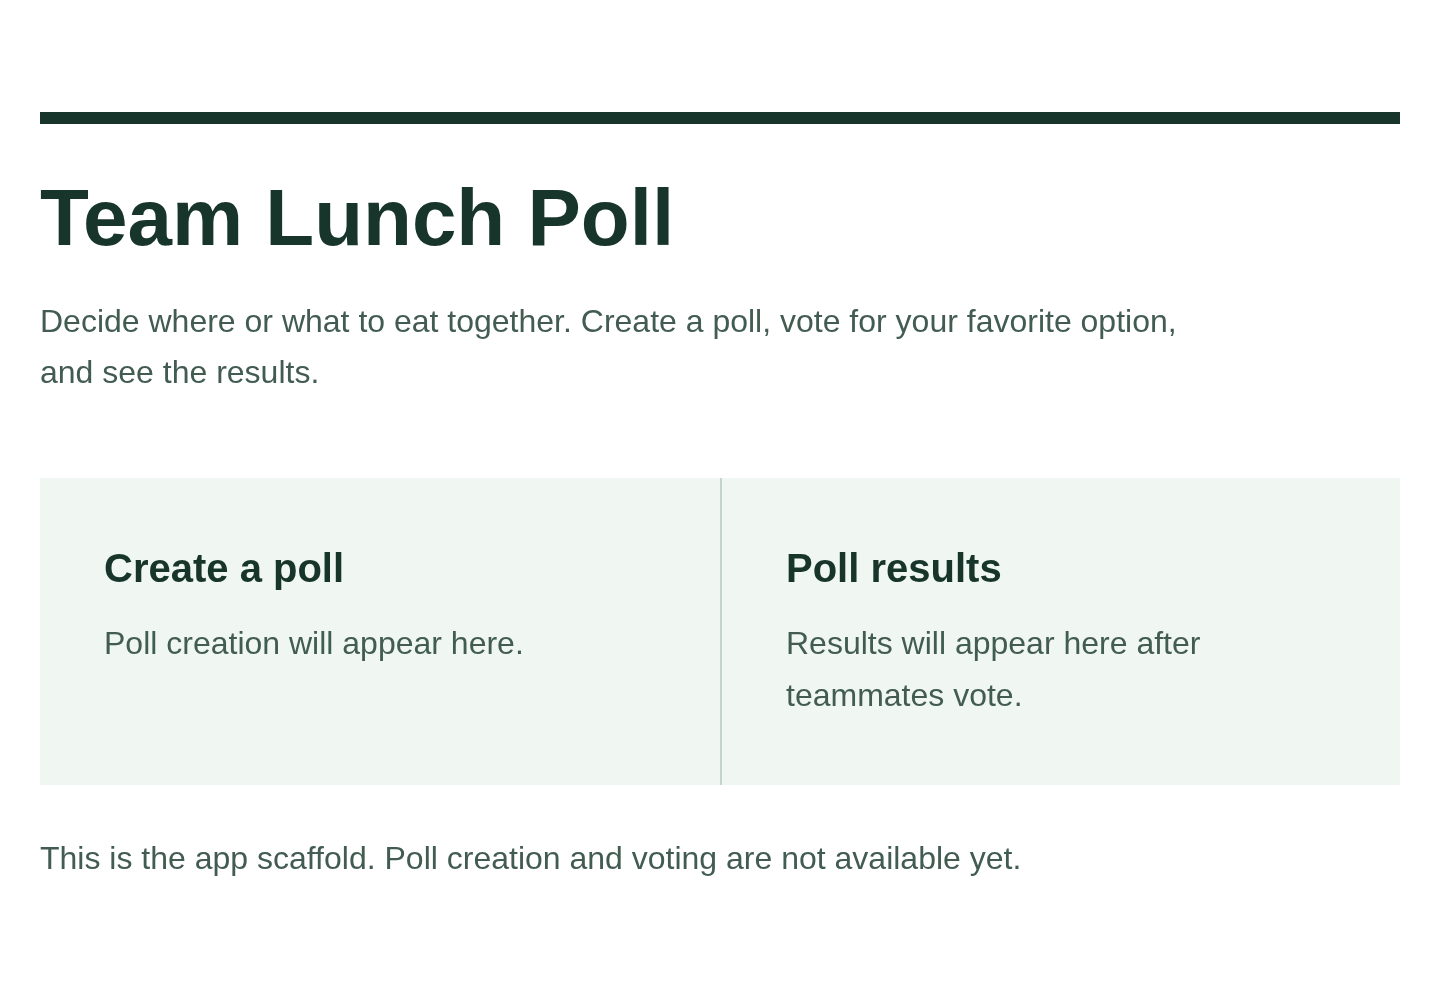 Team Lunch Poll
Decide where or what to eat together. Create a poll, vote for your favorite option,
and see the results.
Create a poll
Poll creation will appear here.
Poll results
Results will appear here after
teammates vote.
This is the app scaffold. Poll creation and voting are not available yet.